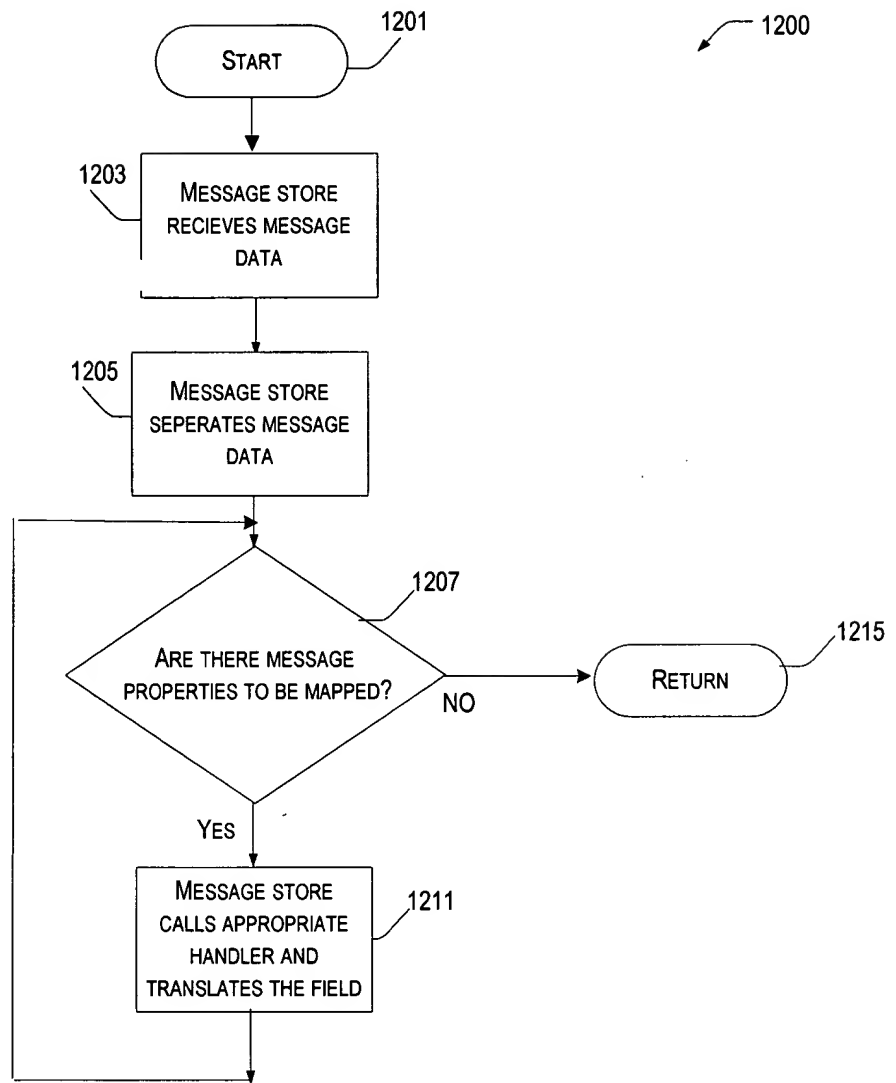 1200
1201
START
1203
MESSAGE STORE
RECIEVES MESSAGE
DATA
1205
MESSAGE STORE
SEPERATES MESSAGE
DATA
1207
ARE THERE MESSAGE
PROPERTIES TO BE MAPPED?
NO
1215
RETURN
YES
1211
MESSAGE STORE
CALLS APPROPRIATE
HANDLER AND
TRANSLATES THE FIELD